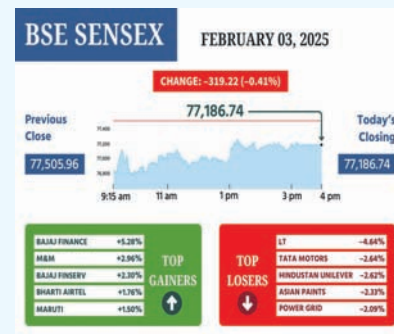 BSE SENSEX
FEBRUARY 03, 2025
CHANGE: –319.22 (–0.41%)
Previous
Close
77,505.96
77,186.74
Today's
Closing
77,186.74
9:15 am
11 am
1 pm
3 pm
4 pm
BAJAJ FINANCE +5.28%
M&M +2.96%
BAJAJ FINSERV +2.30%
BHARTI AIRTEL +1.76%
MARUTI +1.50%
TOP
GAINERS
TOP
LOSERS
LT –4.64%
TATA MOTORS –2.64%
HINDUSTAN UNILEVER –2.62%
ASIAN PAINTS –2.33%
POWER GRID –2.09%